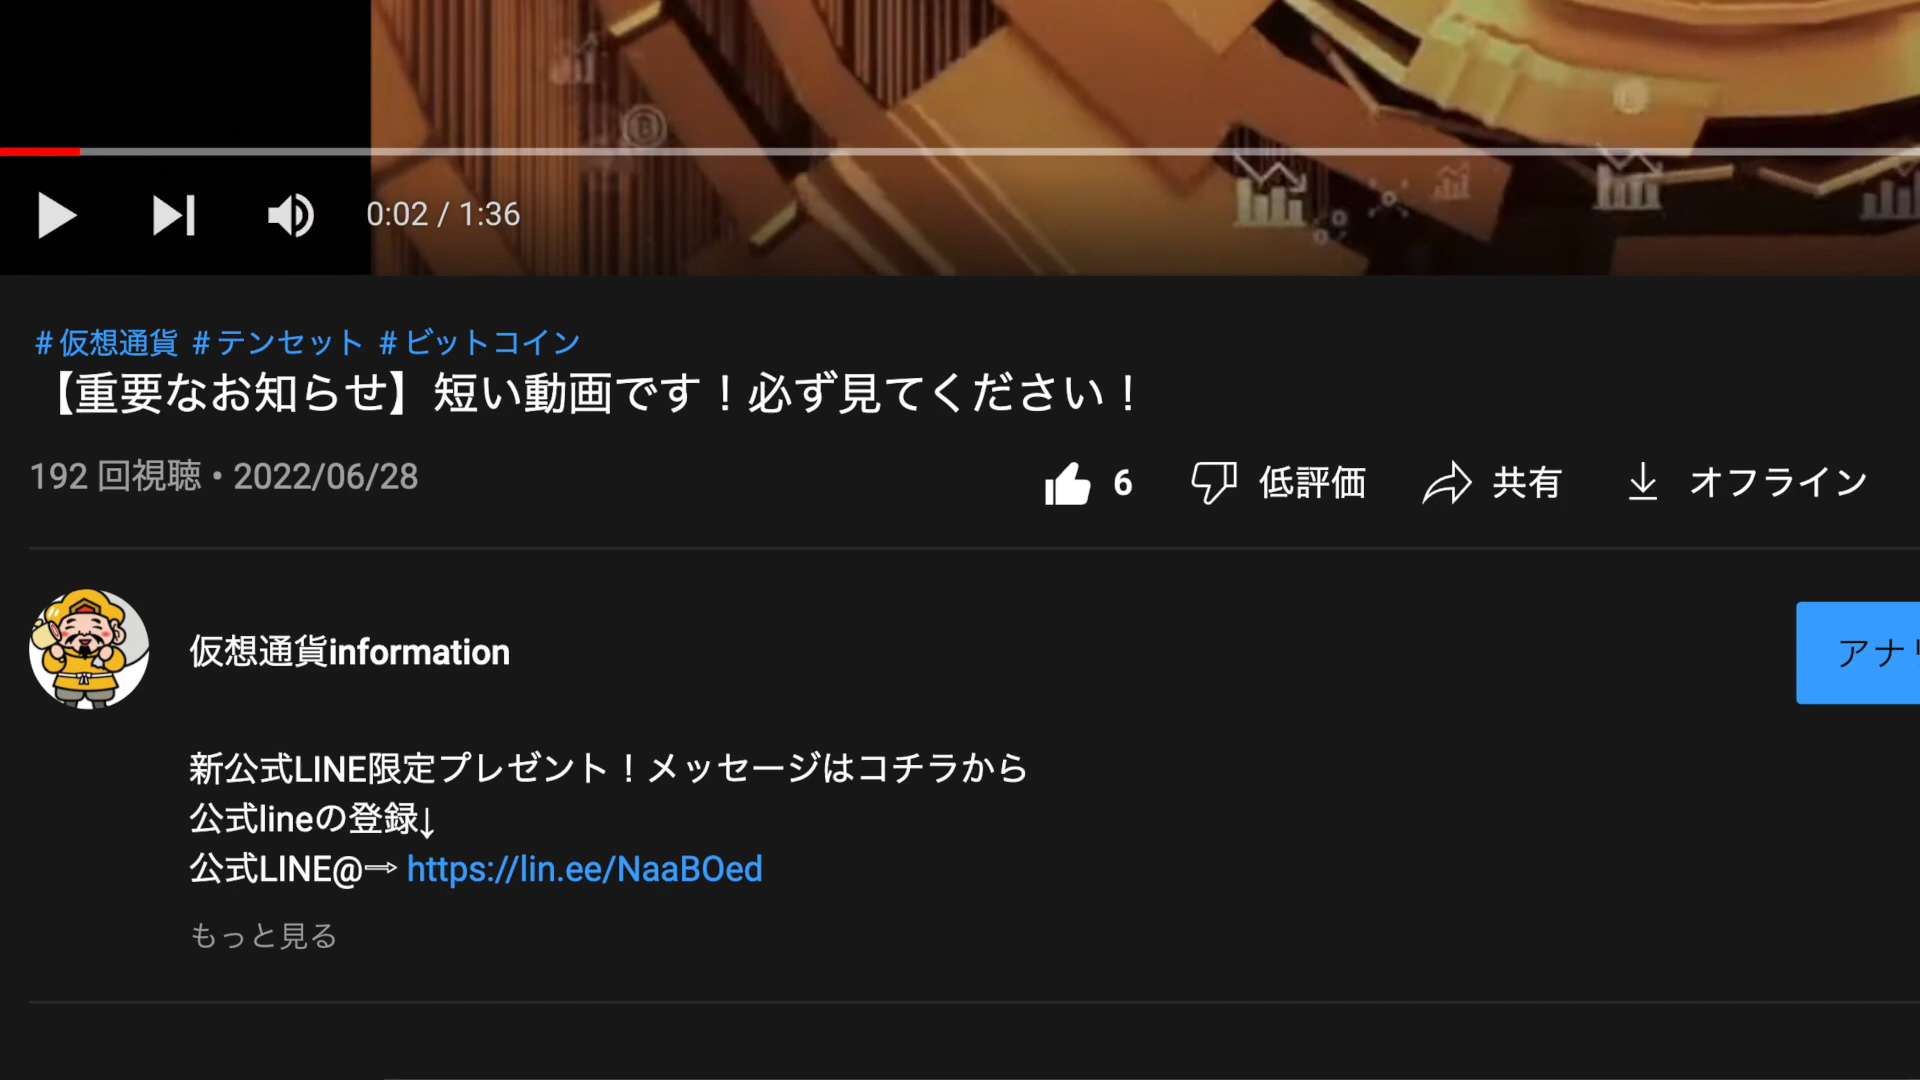 0:02 / 1:36
#仮想通貨 #テンセット #ビットコイン
【重要なお知らせ】短い動画です！必ず見てください！
192 回視聴・2022/06/28
6 低評価 共有 オフライン
仮想通貨information
新公式LINE限定プレゼント！メッセージはコチラから
公式lineの登録↓
公式LINE@⇨ https://lin.ee/NaaBOed
もっと見る